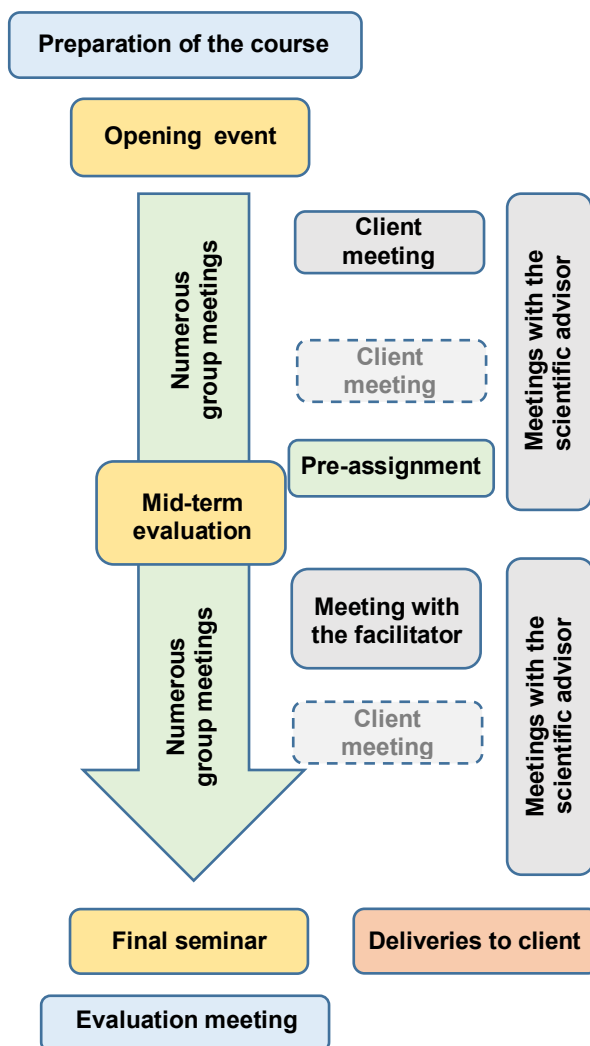 Preparation of the course
Opening event
Numerous
group meetings
Client
meeting
Meetings with the
scientific advisor
Client
meeting
Pre-assignment
Mid-term
evaluation
Numerous
group meetings
Meeting with
the facilitator
Meetings with the
scientific advisor
Client
meeting
Final seminar
Deliveries to client
Evaluation meeting